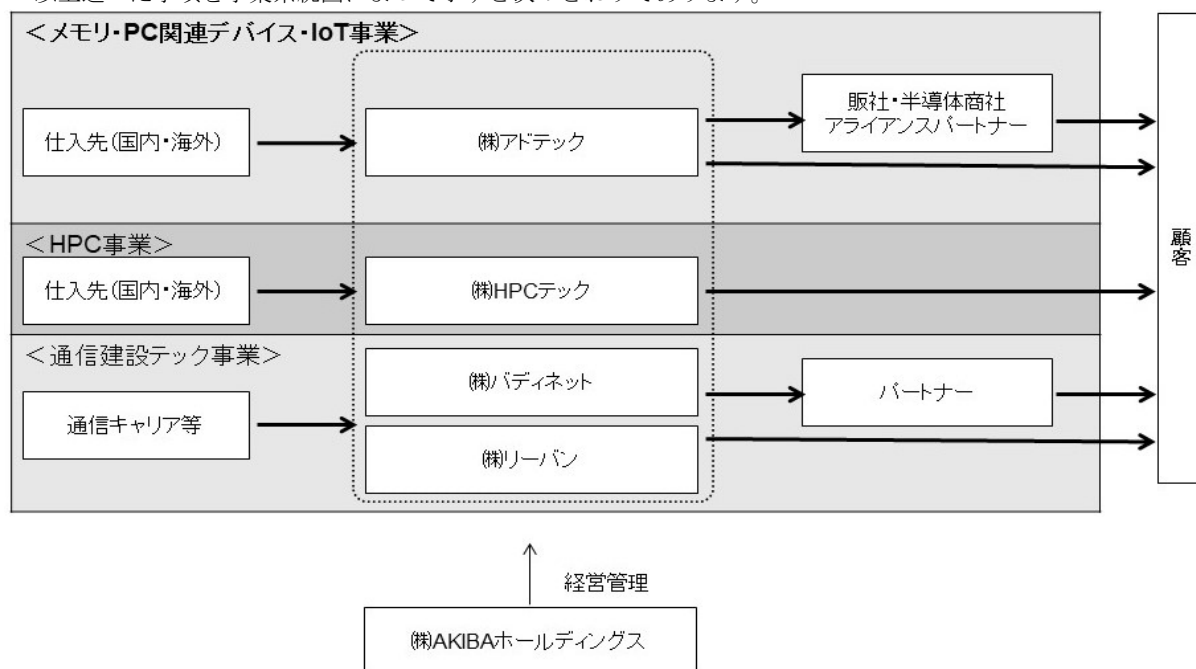 ＜メモリ・PC関連デバイス・IoT事業＞
仕入先(国内・海外)
㈱アドテック
販社・半導体商社
アライアンスパートナー
顧客
＜HPC事業＞
仕入先(国内・海外)
㈱HPCテック
＜通信建設テック事業＞
通信キャリア等
㈱バディネット
㈱リーバン
パートナー
経営管理
㈱AKIBAホールディングス